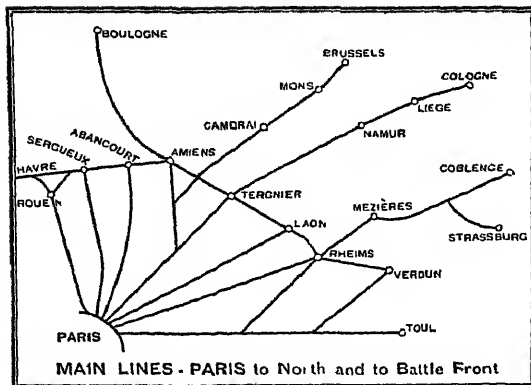 BOULOGNE
BRUSSELS
MONS
COLOGNE
LIEGE
CAMBRAI
NAMUR
ABANCOURT
SERGUEUX
AMIENS
HAVRE
ROUEN
TERGNIER
COBLENCE
MEZIÈRES
LAON
STRASSBURG
RHEIMS
VERDUN
PARIS
TOUL
MAIN LINES - PARIS to North and to Battle Front